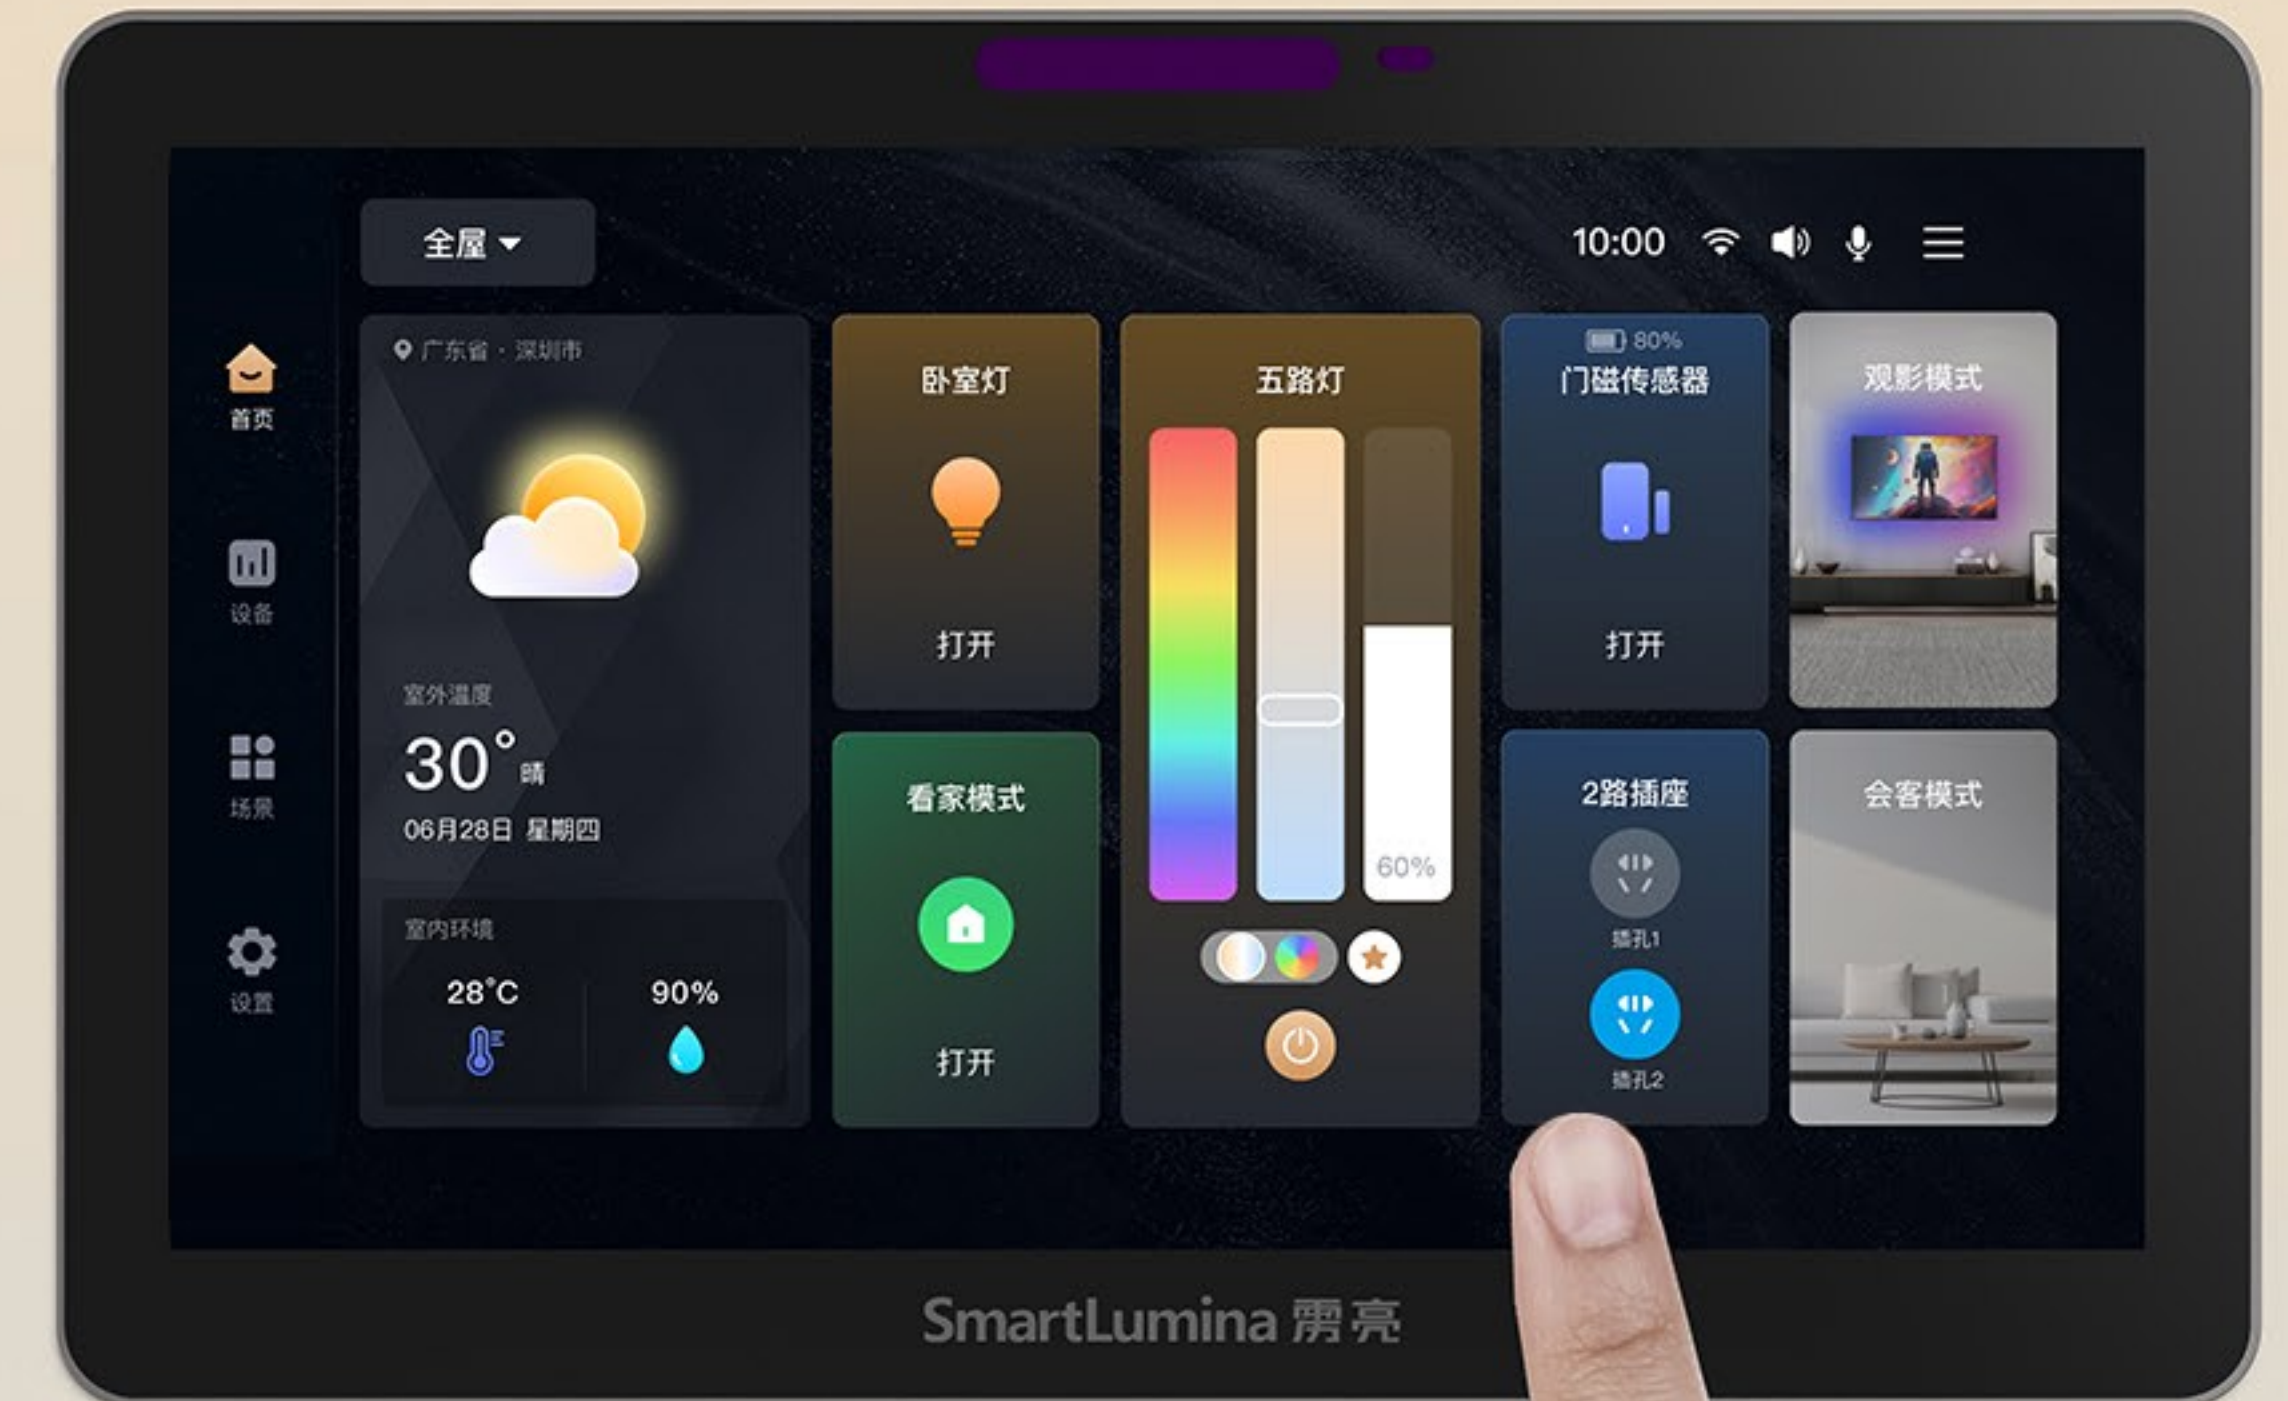 全屋
10:00
首页
设备
场景
设置
广东省·深圳市
室外温度
30°晴
06月28日 星期四
室内环境
28°C 90%
卧室灯
打开
看家模式
打开
五路灯
60%
80%
门磁传感器
打开
2路插座
插孔1
插孔2
观影模式
会客模式
SmartLumina 雳亮